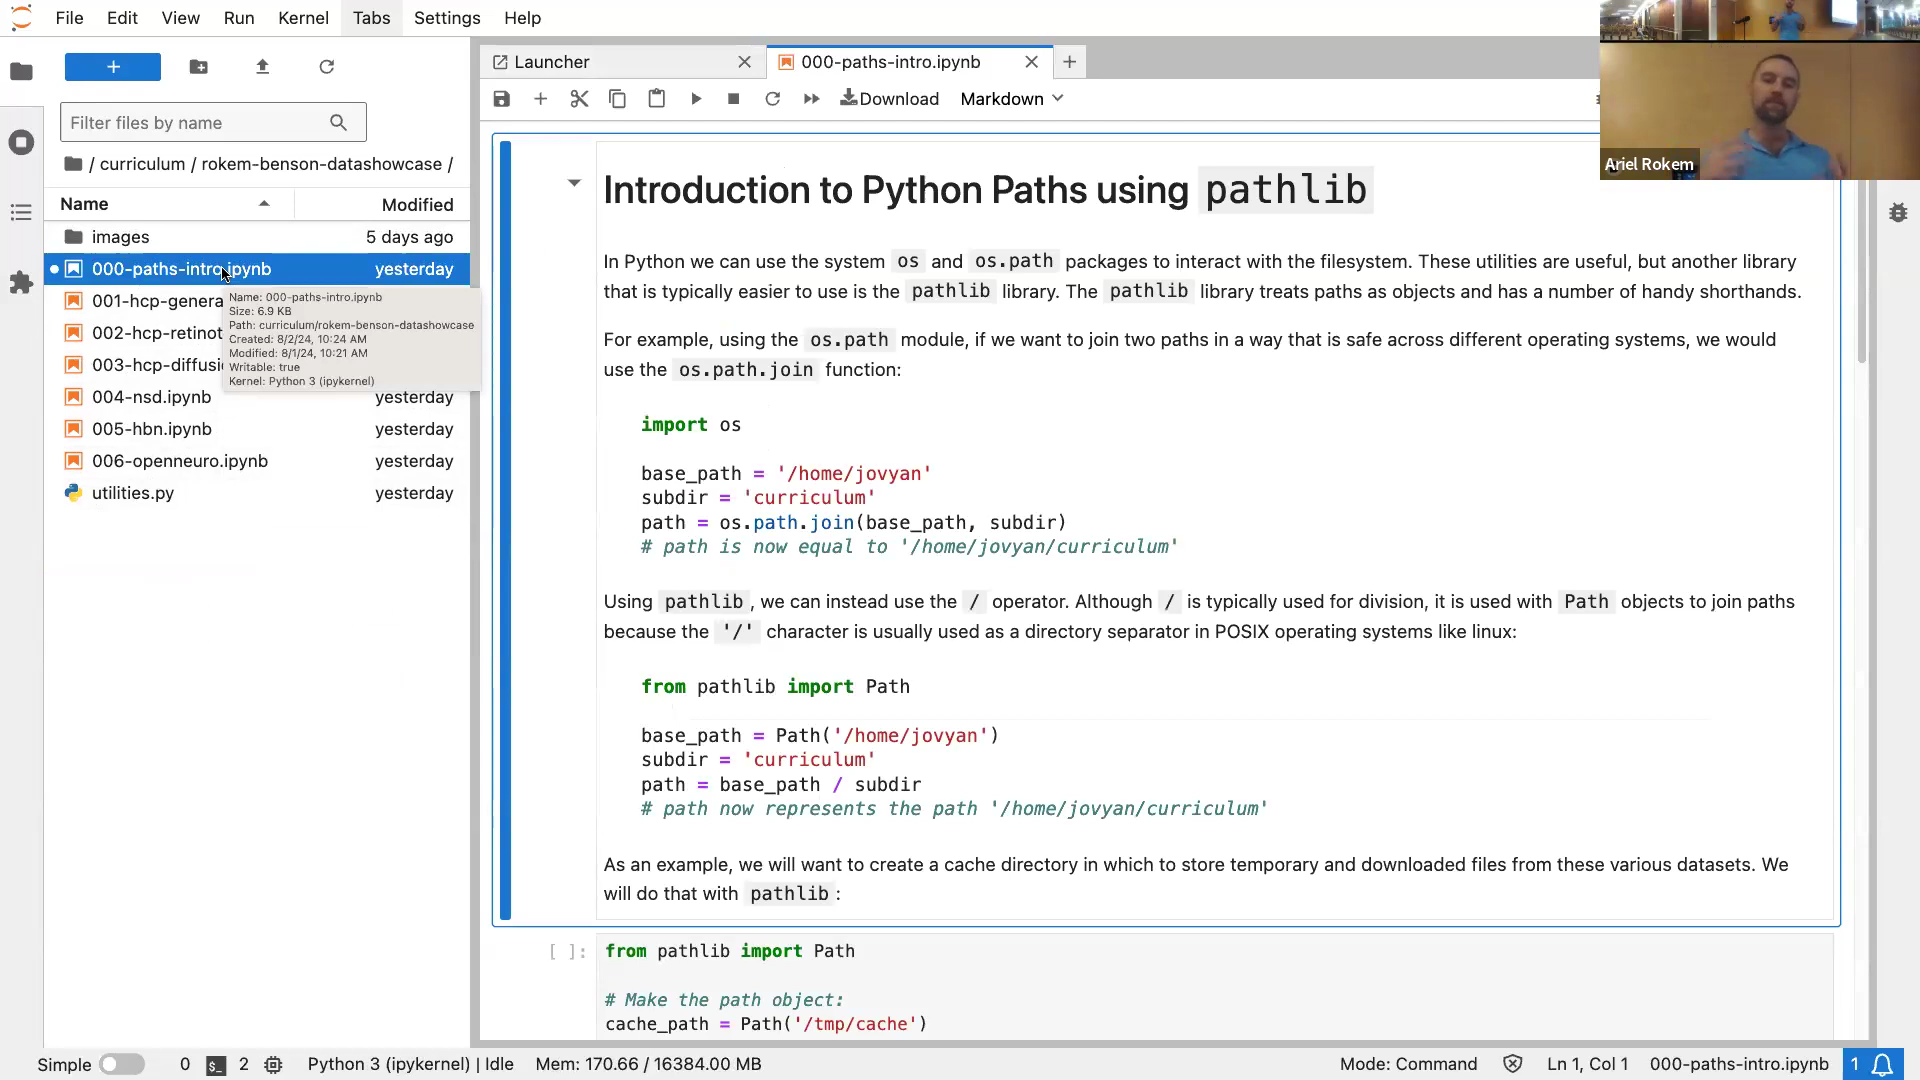 File Edit View Run Kernel Tabs Settings Help
Filter files by name
/ curriculum / rokem-benson-datashowcase /
Name Modified
images 5 days ago
000-paths-intro.ipynb yesterday
001-hcp-genera
002-hcp-retinot
003-hcp-diffusi
004-nsd.ipynb yesterday
005-hbn.ipynb yesterday
006-openneuro.ipynb yesterday
utilities.py yesterday
Name: 000-paths-intro.ipynb
Size: 6.9 KB
Path: curriculum/rokem-benson-datashowcase
Created: 8/2/24, 10:24 AM
Modified: 8/1/24, 10:21 AM
Writable: true
Kernel: Python 3 (ipykernel)
Launcher
000-paths-intro.ipynb
Download Markdown
Ariel Rokem
Introduction to Python Paths using pathlib
In Python we can use the system os and os.path packages to interact with the filesystem. These utilities are useful, but another library
that is typically easier to use is the pathlib library. The pathlib library treats paths as objects and has a number of handy shorthands.
For example, using the os.path module, if we want to join two paths in a way that is safe across different operating systems, we would
use the os.path.join function:
import os
base_path = '/home/jovyan'
subdir = 'curriculum'
path = os.path.join(base_path, subdir)
# path is now equal to '/home/jovyan/curriculum'
Using pathlib , we can instead use the / operator. Although / is typically used for division, it is used with Path objects to join paths
because the '/' character is usually used as a directory separator in POSIX operating systems like linux:
from pathlib import Path
base_path = Path('/home/jovyan')
subdir = 'curriculum'
path = base_path / subdir
# path now represents the path '/home/jovyan/curriculum'
As an example, we will want to create a cache directory in which to store temporary and downloaded files from these various datasets. We
will do that with pathlib :
[ ]: from pathlib import Path
# Make the path object:
cache_path = Path('/tmp/cache')
Simple 0 2 Python 3 (ipykernel) | Idle Mem: 170.66 / 16384.00 MB Mode: Command Ln 1, Col 1 000-paths-intro.ipynb 1